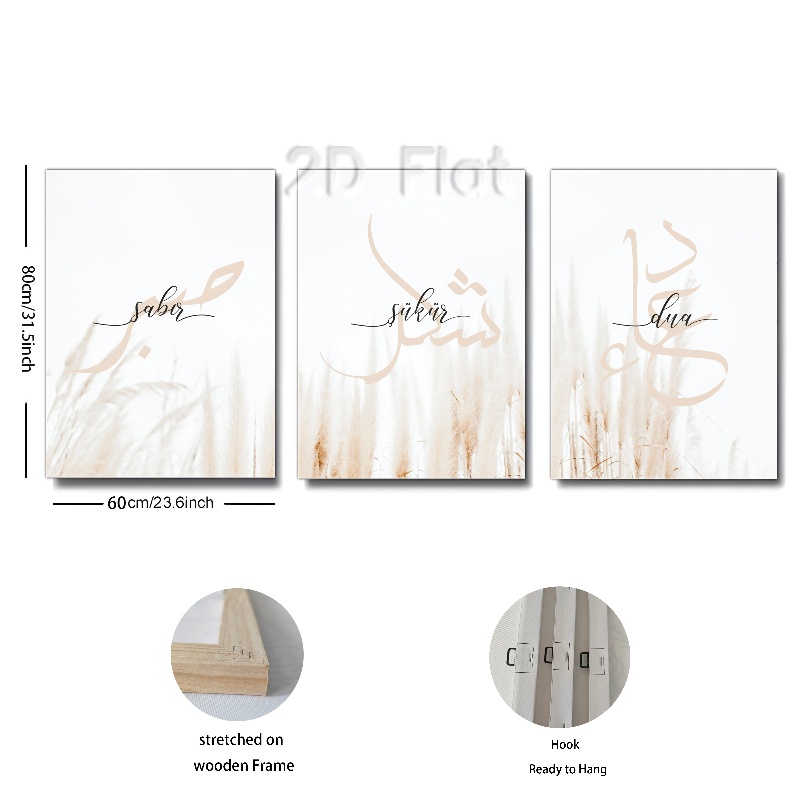 2D Flat
صبر
sabır
شكر
şükür
دعاء
dua
80cm/31.5inch
60cm/23.6inch
stretched on
wooden Frame
Hook
Ready to Hang